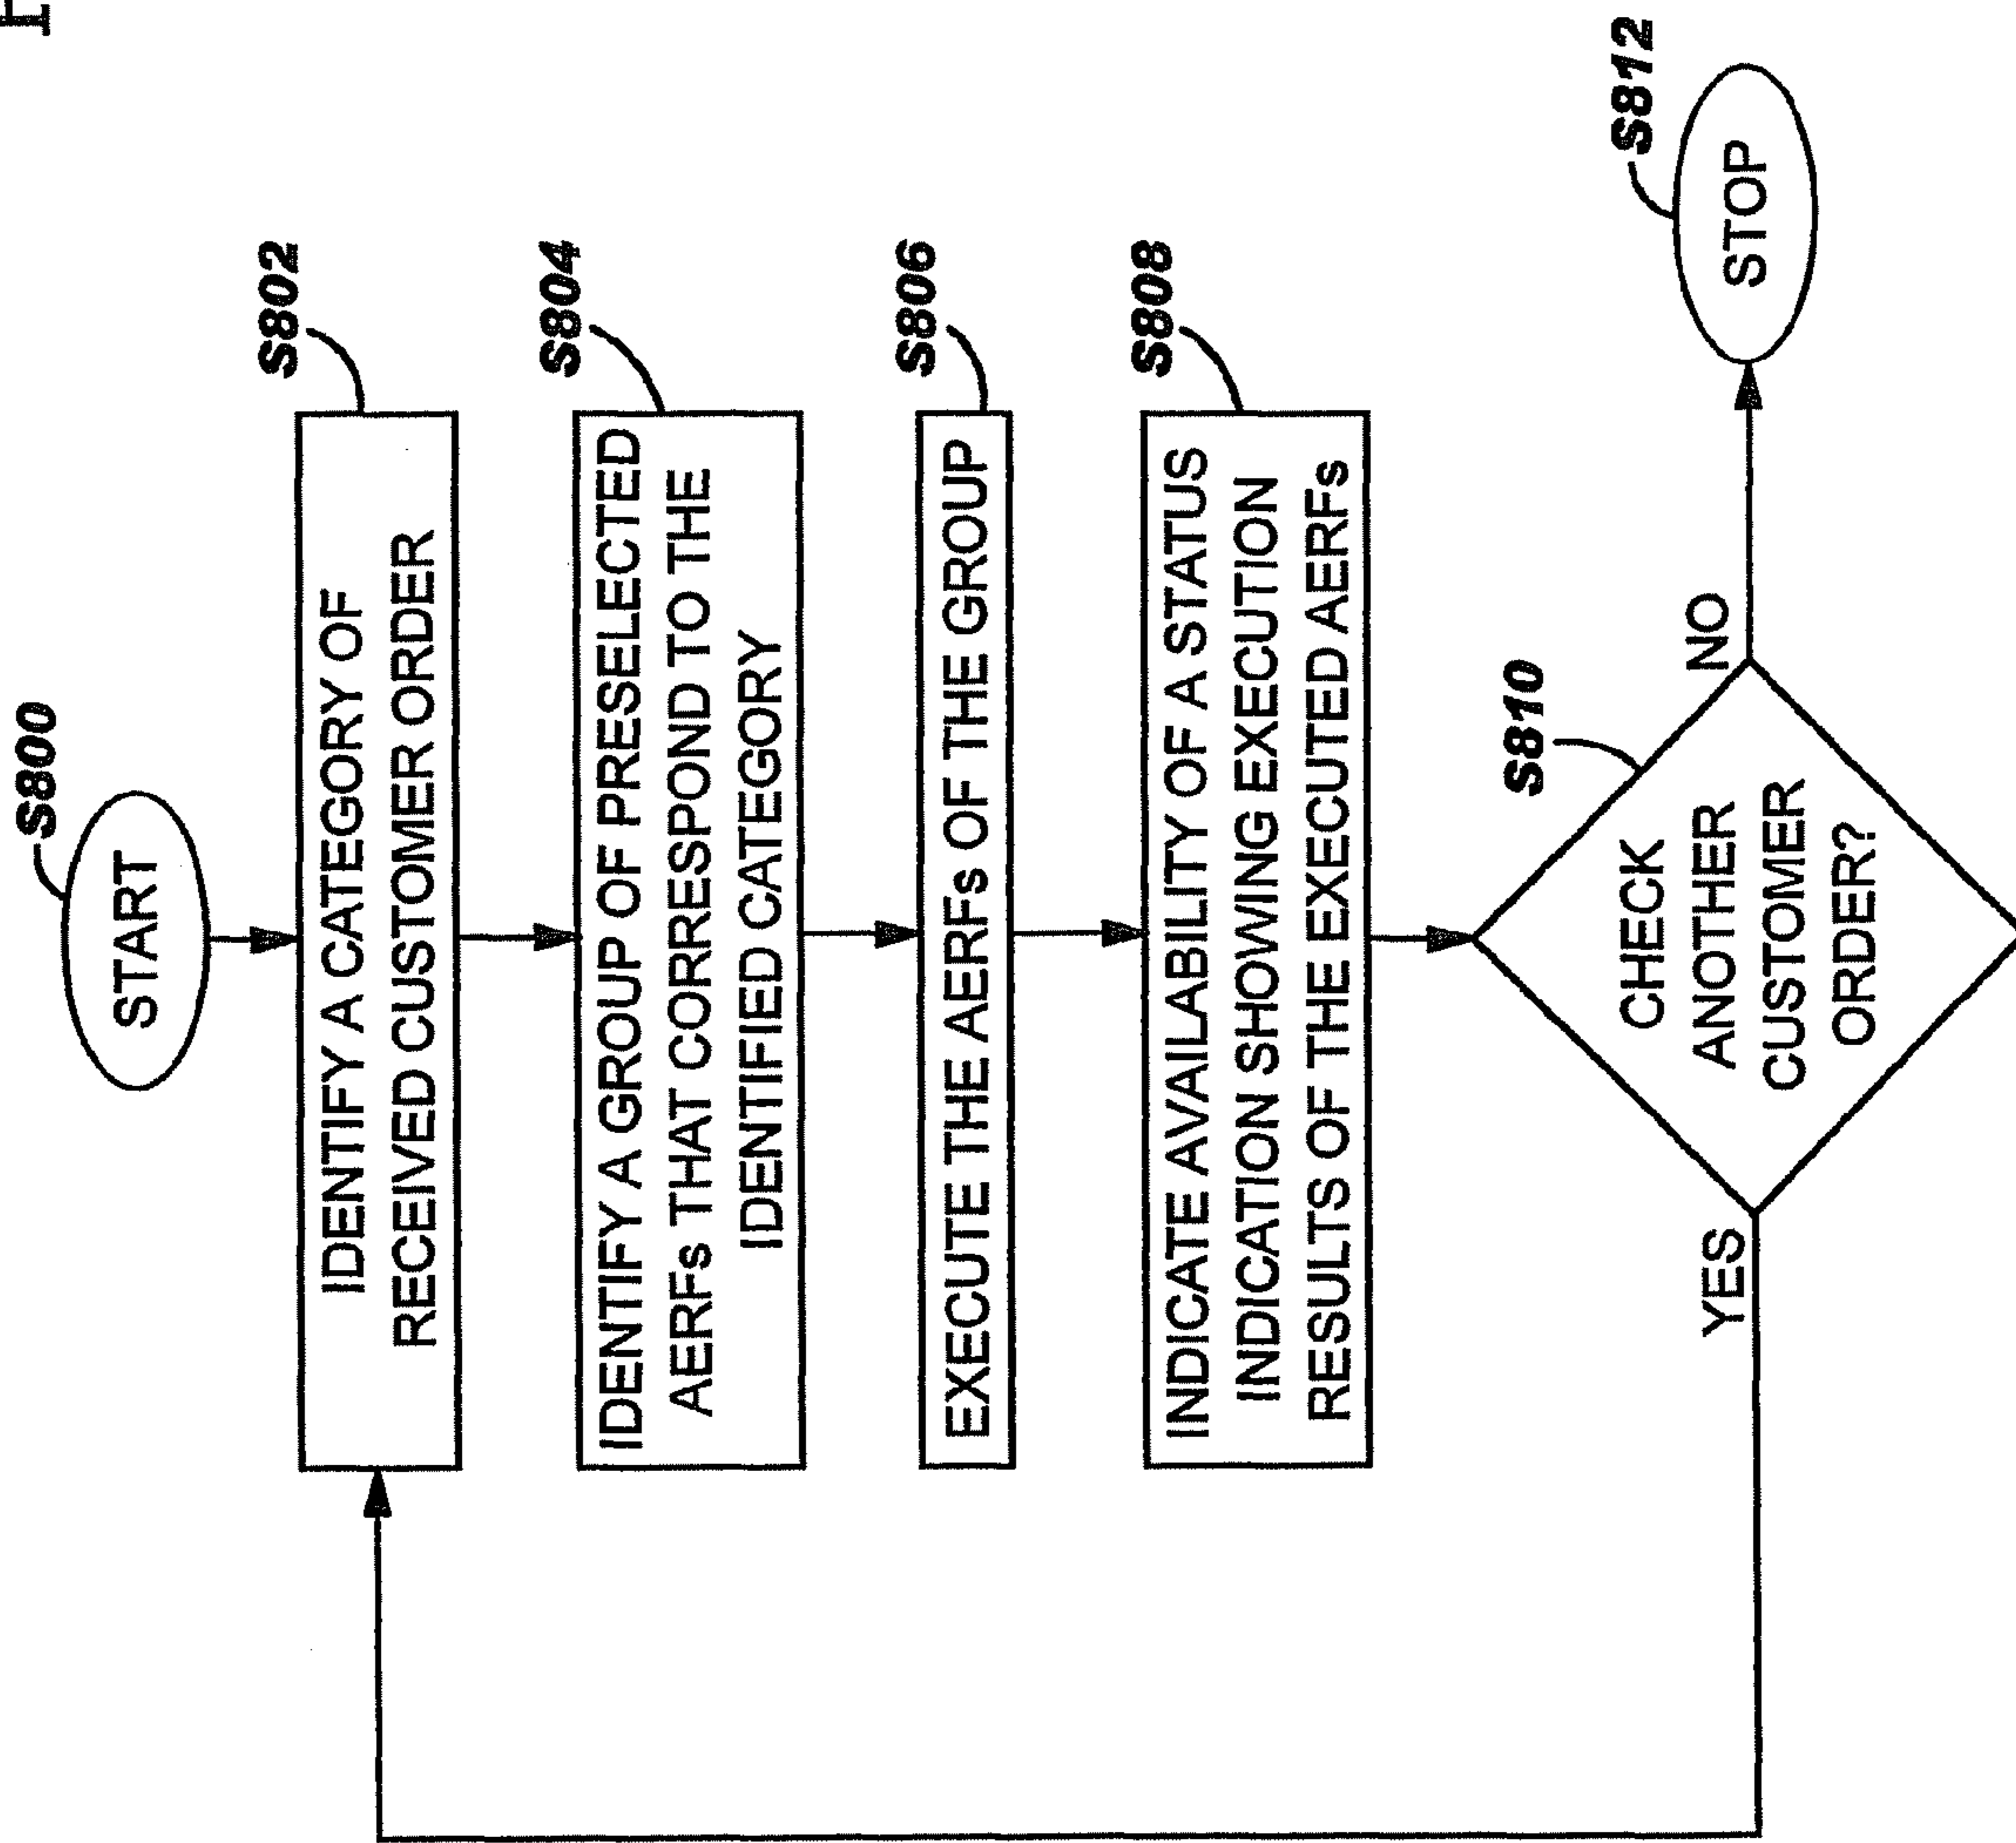 S800
START
S802
IDENTIFY A CATEGORY OF
RECEIVED CUSTOMER ORDER
S804
IDENTIFY A GROUP OF PRESELECTED
AERFs THAT CORRESPOND TO THE
IDENTIFIED CATEGORY
S806
EXECUTE THE AERFs OF THE GROUP
S808
INDICATE AVAILABILITY OF A STATUS
INDICATION SHOWING EXECUTION
RESULTS OF THE EXECUTED AERFs
S810
CHECK
ANOTHER
CUSTOMER
ORDER?
YES
NO
S812
STOP